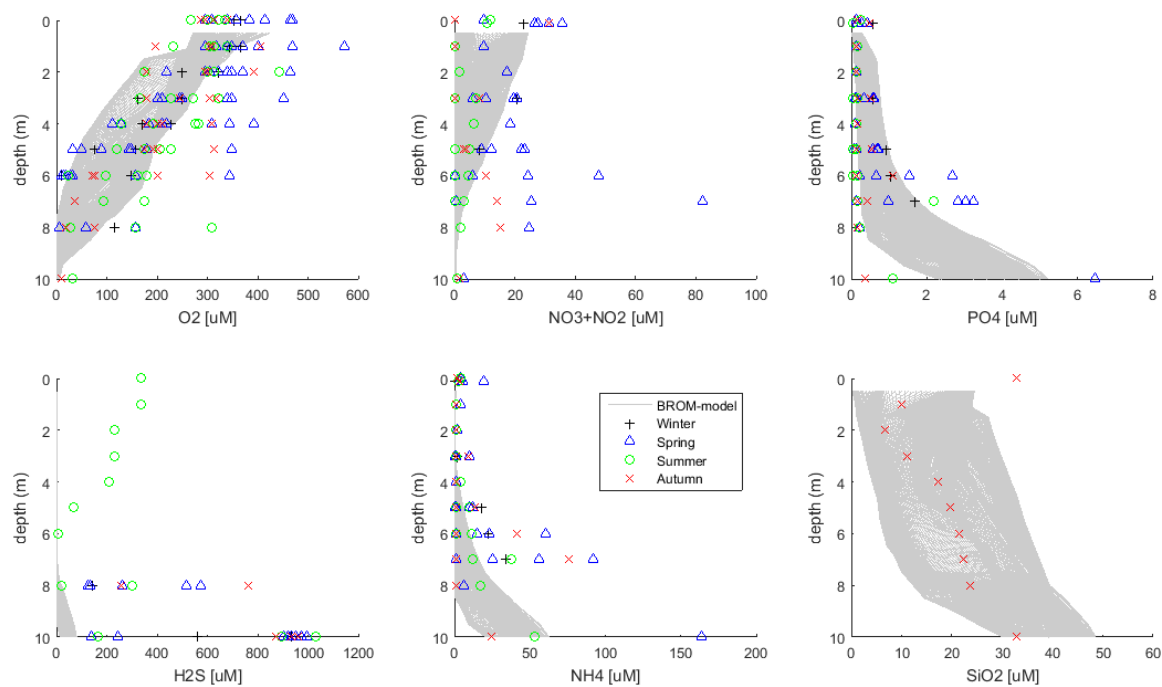 0
2
4
6
8
10
depth (m)
0 100 200 300 400 500 600
O2 [uM]
0
2
4
6
8
10
depth (m)
0 20 40 60 80 100
NO3+NO2 [uM]
0
2
4
6
8
10
depth (m)
0 2 4 6 8
PO4 [uM]
0
2
4
6
8
10
depth (m)
0 200 400 600 800 1000 1200
H2S [uM]
0
2
4
6
8
10
depth (m)
BROM-model
Winter
Spring
Summer
Autumn
0 50 100 150 200
NH4 [uM]
0
2
4
6
8
10
depth (m)
0 10 20 30 40 50 60
SiO2 [uM]